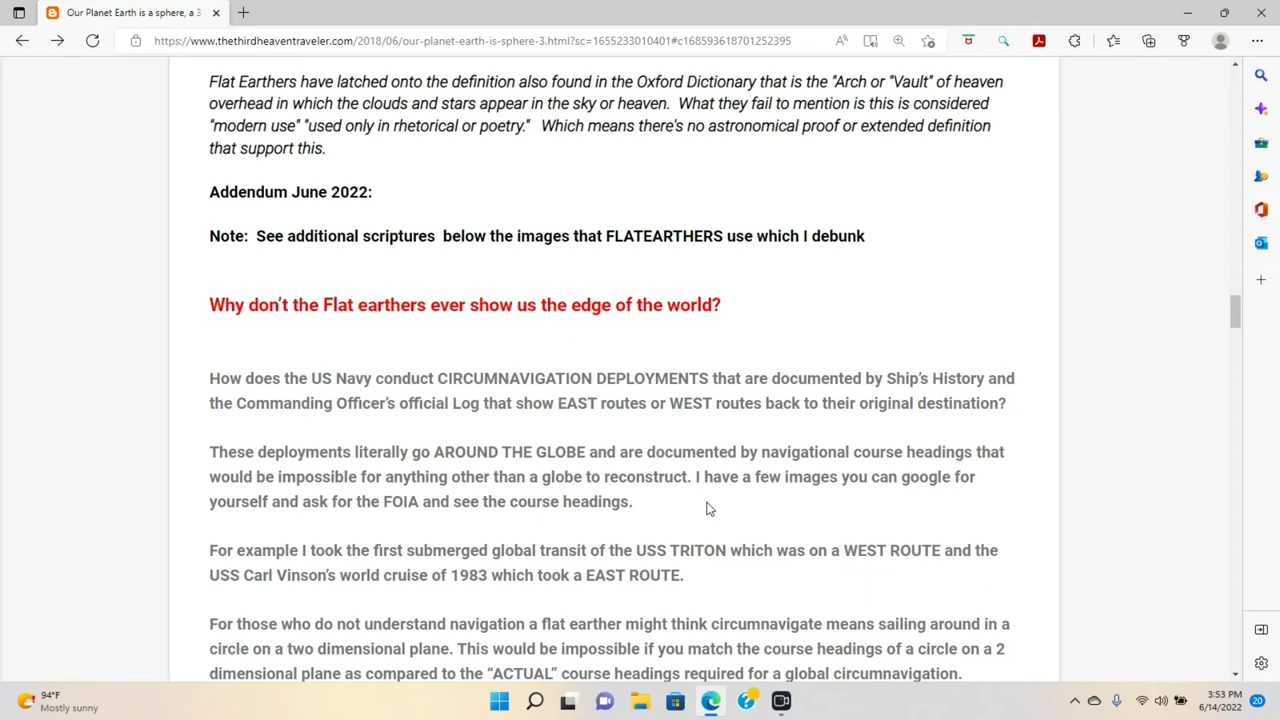 Our Planet Earth is a sphere, a 3
https://www.thethirdheaventraveler.com/2018/06/our-planet-earth-is-sphere-3.html?sc=1655233010401#c168593618701252395
Flat Earthers have latched onto the definition also found in the Oxford Dictionary that is the "Arch or "Vault" of heaven
overhead in which the clouds and stars appear in the sky or heaven. What they fail to mention is this is considered
"modern use" "used only in rhetorical or poetry." Which means there's no astronomical proof or extended definition
that support this.
Addendum June 2022:
Note: See additional scriptures below the images that FLATEARTHERS use which I debunk
Why don't the Flat earthers ever show us the edge of the world?
How does the US Navy conduct CIRCUMNAVIGATION DEPLOYMENTS that are documented by Ship's History and
the Commanding Officer's official Log that show EAST routes or WEST routes back to their original destination?
These deployments literally go AROUND THE GLOBE and are documented by navigational course headings that
would be impossible for anything other than a globe to reconstruct. I have a few images you can google for
yourself and ask for the FOIA and see the course headings.
For example I took the first submerged global transit of the USS TRITON which was on a WEST ROUTE and the
USS Carl Vinson's world cruise of 1983 which took a EAST ROUTE.
For those who do not understand navigation a flat earther might think circumnavigate means sailing around in a
circle on a two dimensional plane. This would be impossible if you match the course headings of a circle on a 2
dimensional plane as compared to the "ACTUAL" course headings required for a global circumnavigation.
94°F
Mostly sunny
3:53 PM
6/14/2022
20